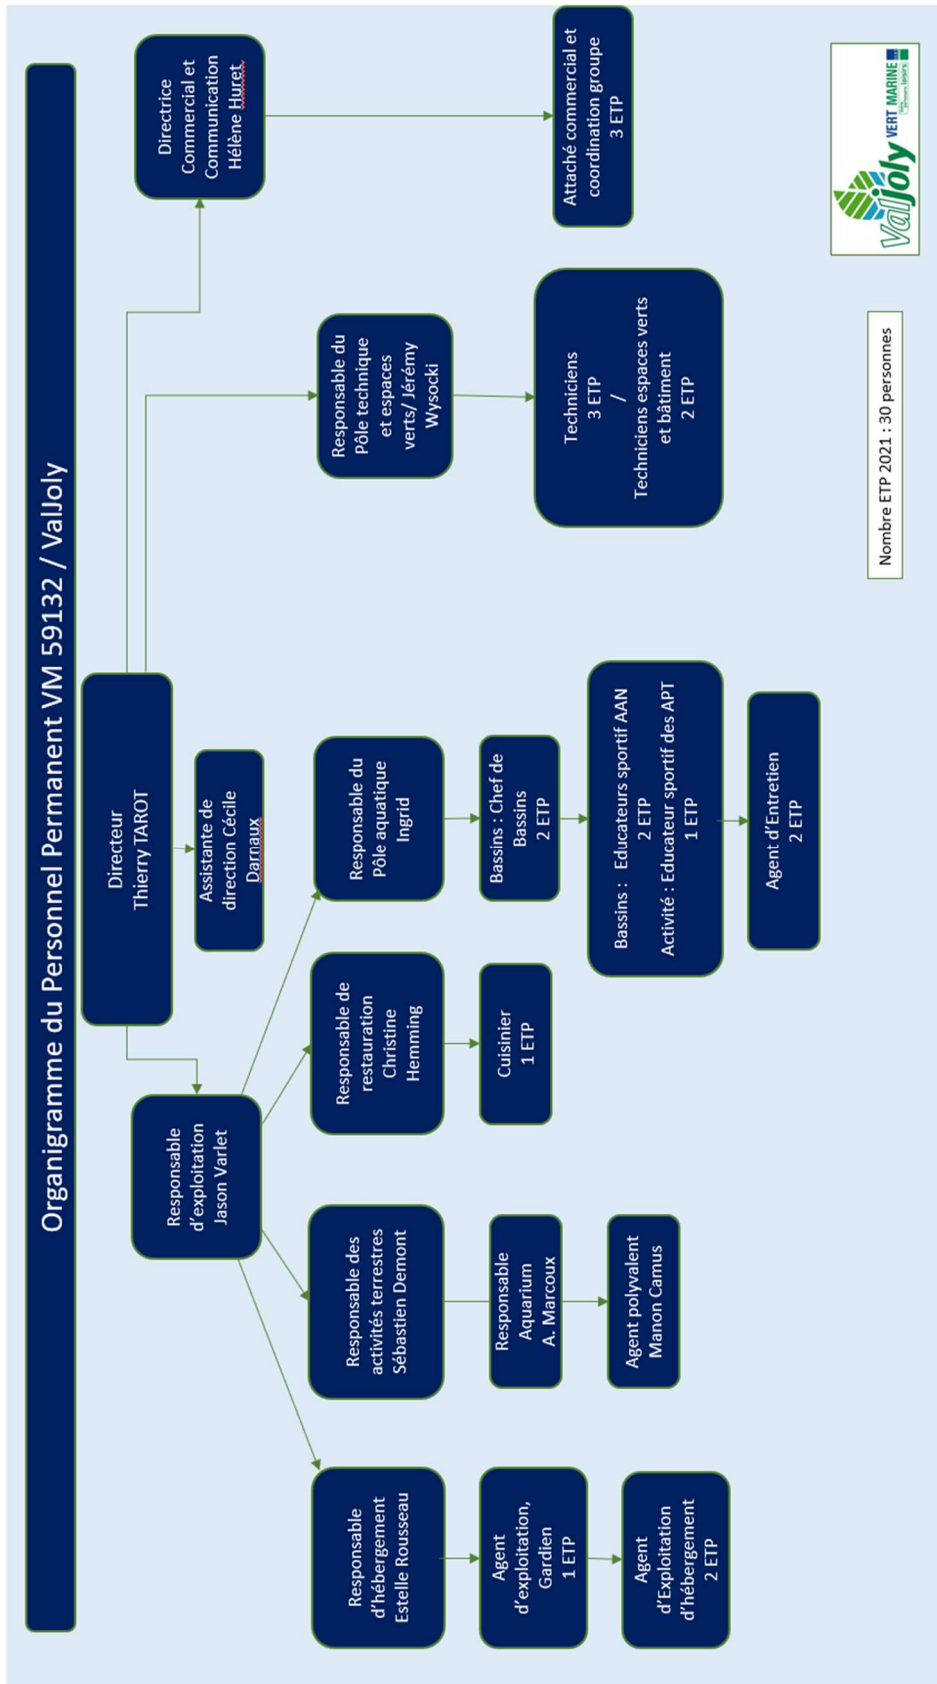 Organigramme du Personnel Permanent VM 59132 / ValJoly
Directeur
Thierry TAROT
Assistante de
direction Cécile
Darnaux
Responsable
d'exploitation
Jason Varlet
Directrice
Commercial et
Communication
Hélène Huret
Responsable
d'hébergement
Estelle Rousseau
Responsable des
activités terrestres
Sébastien Demont
Responsable de
restauration
Christine
Hemming
Responsable du
Pôle aquatique
Ingrid
Responsable du
Pôle technique
et espaces
verts/ Jérémy
Wysocki
Agent
d'exploitation,
Gardien
1 ETP
Responsable
Aquarium
A. Marcoux
Cuisinier
1 ETP
Bassins : Chef de
Bassins
2 ETP
Techniciens
3 ETP
/
Techniciens espaces verts
et bâtiment
2 ETP
Attaché commercial et
coordination groupe
3 ETP
Agent
d'Exploitation
d'hébergement
2 ETP
Agent polyvalent
Manon Camus
Bassins : Educateurs sportif AAN
2 ETP
Activité : Educateur sportif des APT
1 ETP
Agent d'Entretien
2 ETP
Nombre ETP 2021 : 30 personnes
Valjoly
VERT MARINE
loisirs